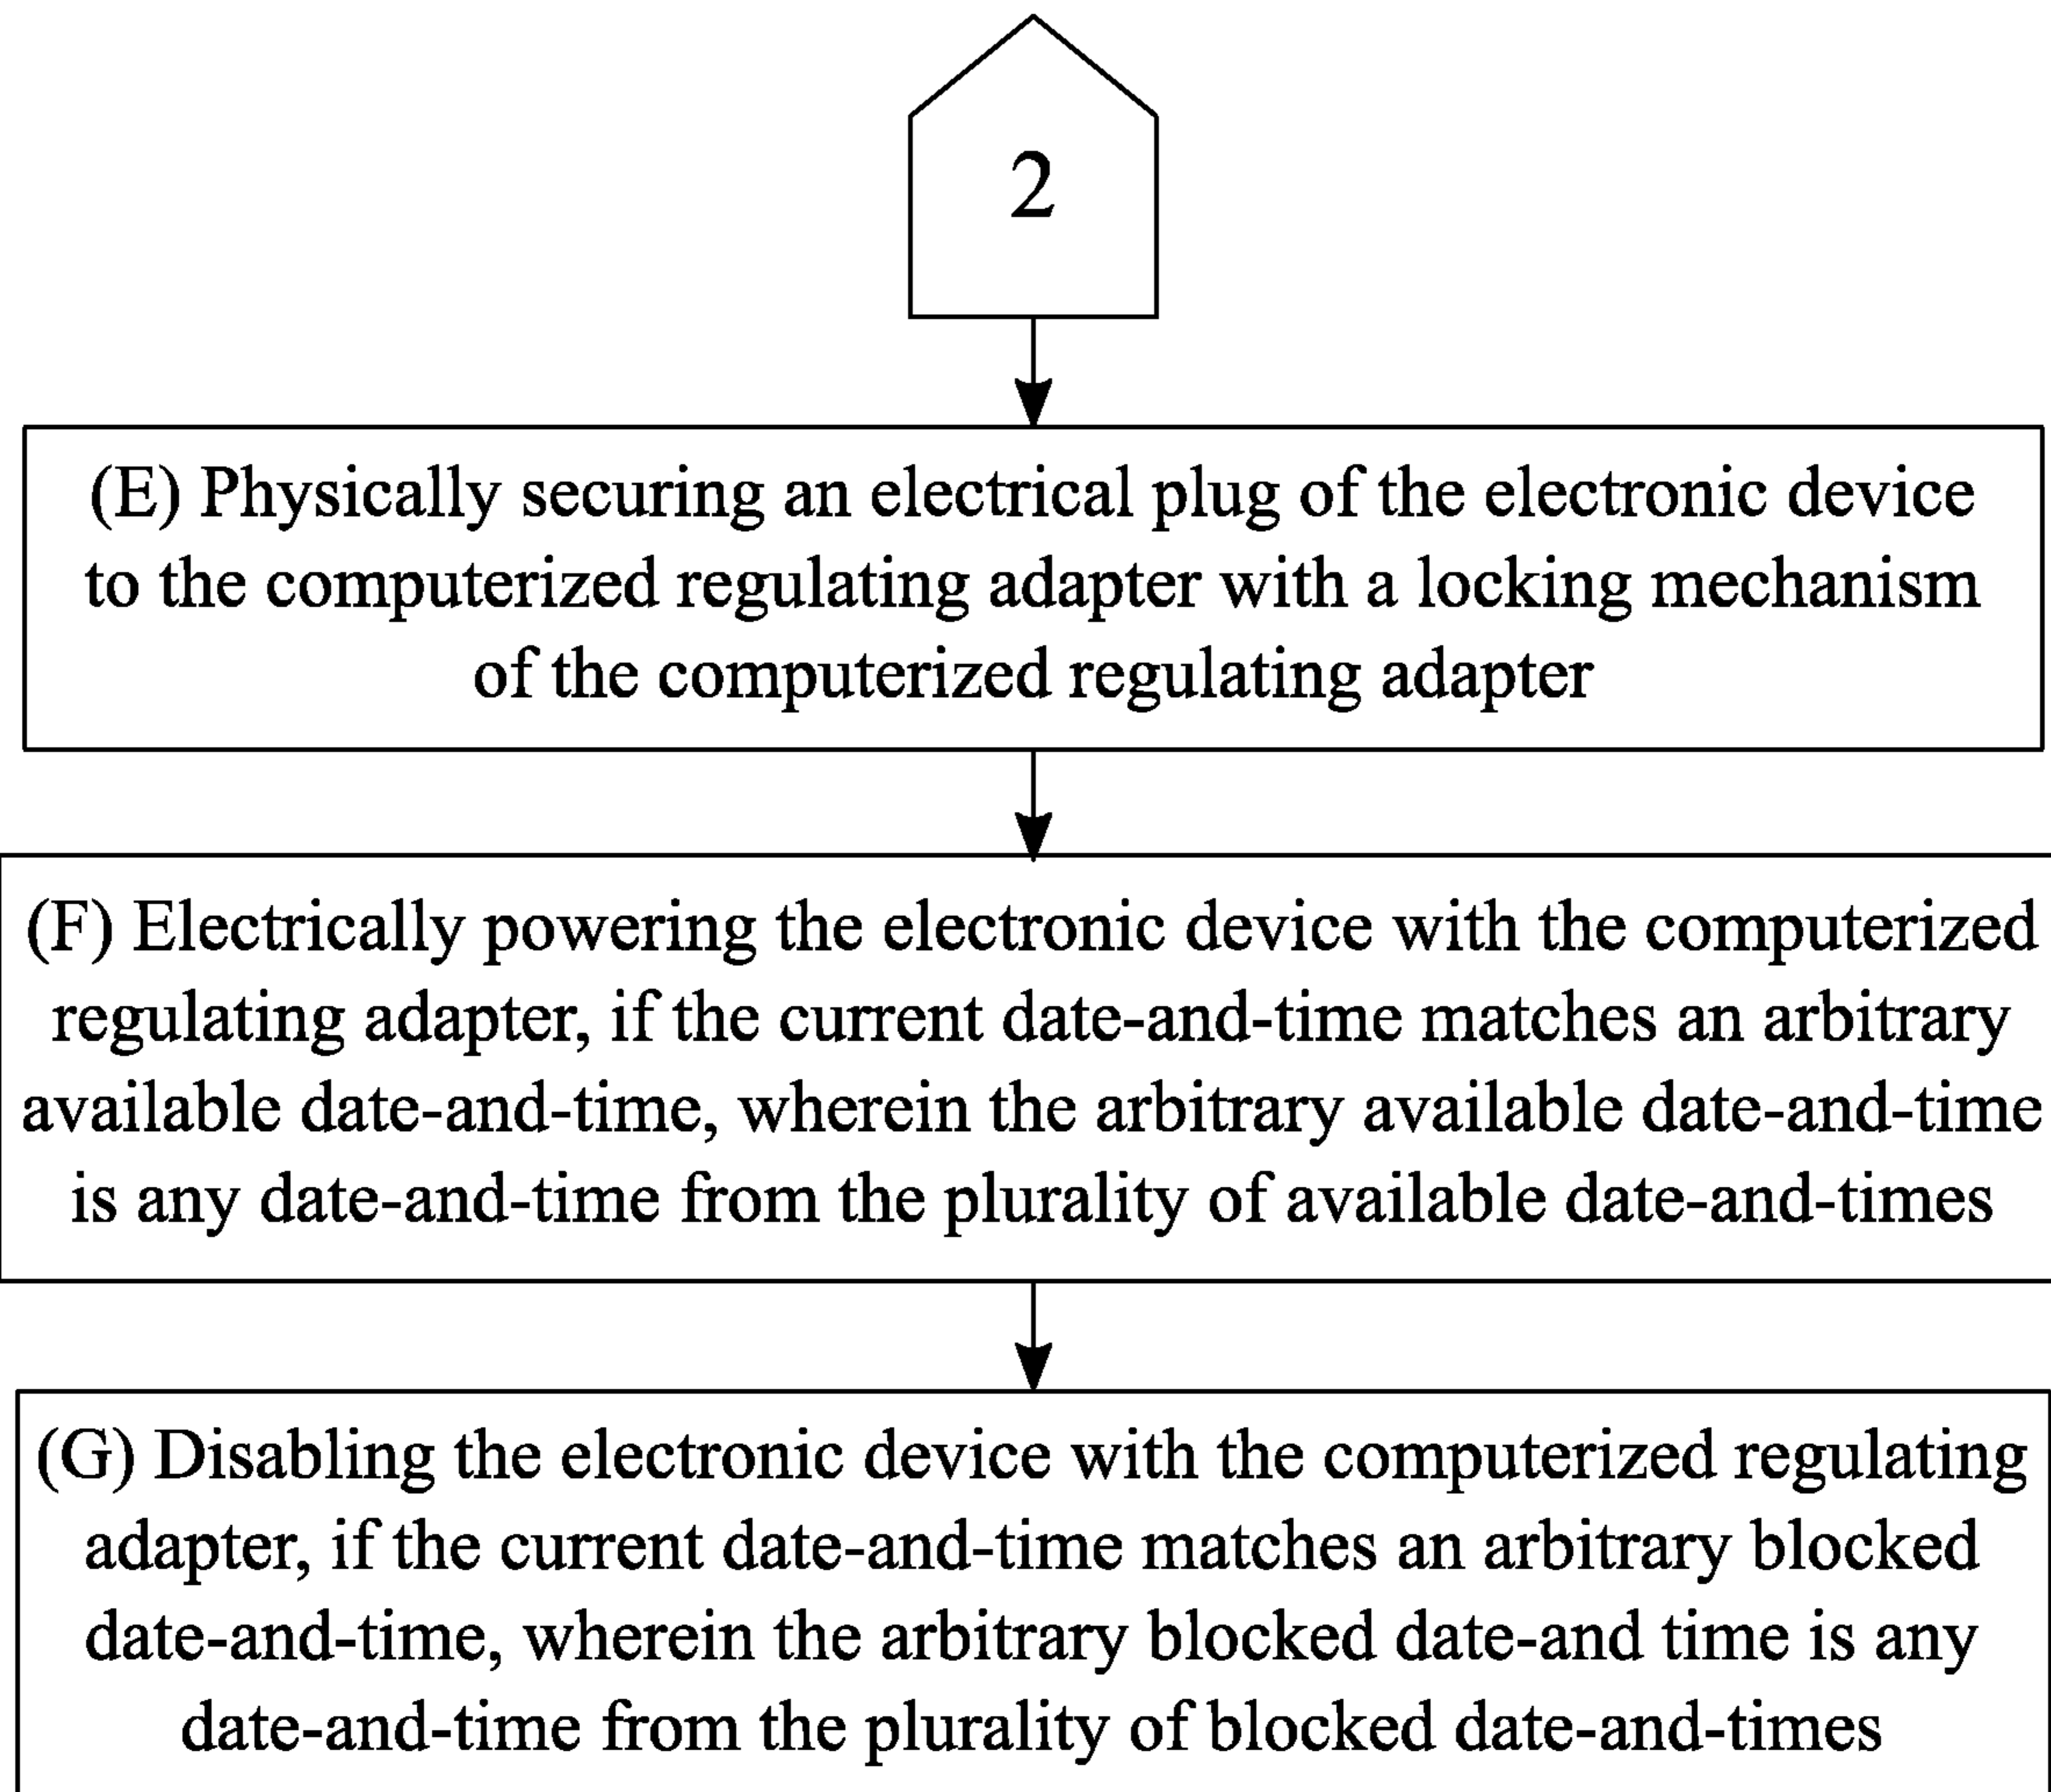 2
(E) Physically securing an electrical plug of the electronic device
to the computerized regulating adapter with a locking mechanism
of the computerized regulating adapter
(F) Electrically powering the electronic device with the computerized
regulating adapter, if the current date-and-time matches an arbitrary
available date-and-time, wherein the arbitrary available date-and-time
is any date-and-time from the plurality of available date-and-times
(G) Disabling the electronic device with the computerized regulating
adapter, if the current date-and-time matches an arbitrary blocked
date-and-time, wherein the arbitrary blocked date-and time is any
date-and-time from the plurality of blocked date-and-times